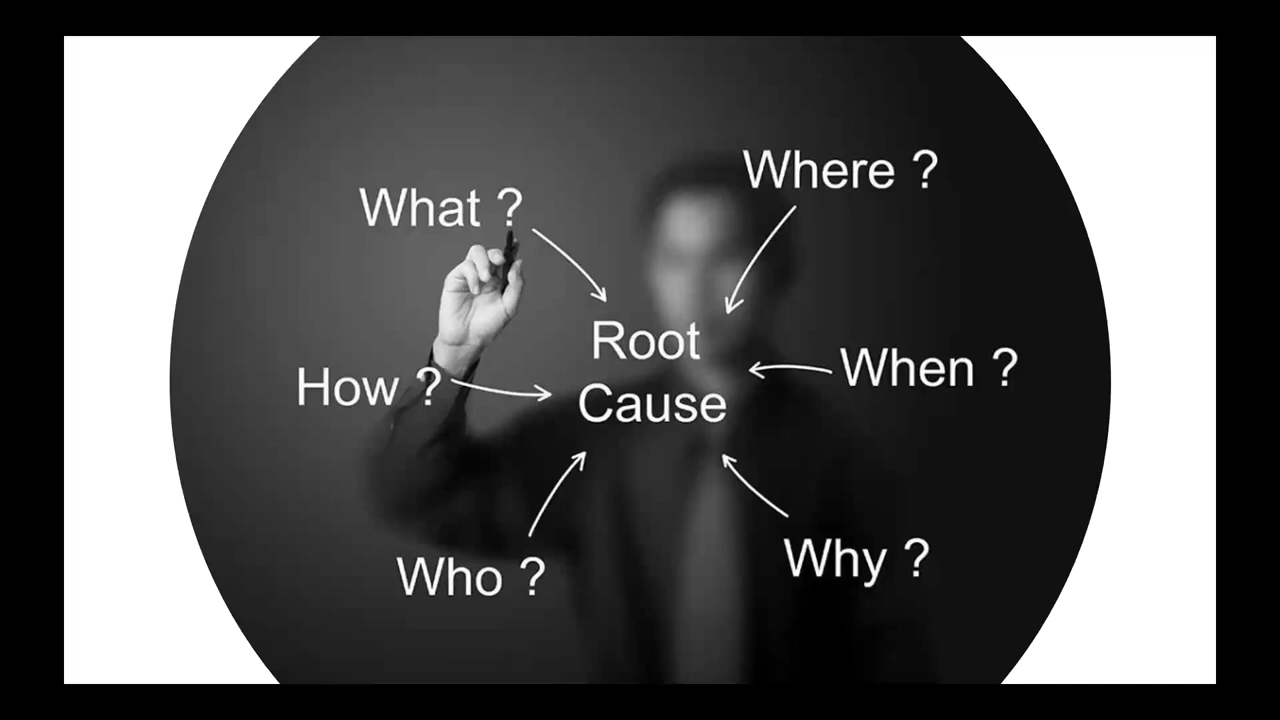 What ?
Where ?
Root
Cause
How ?
When ?
Who ?
Why ?